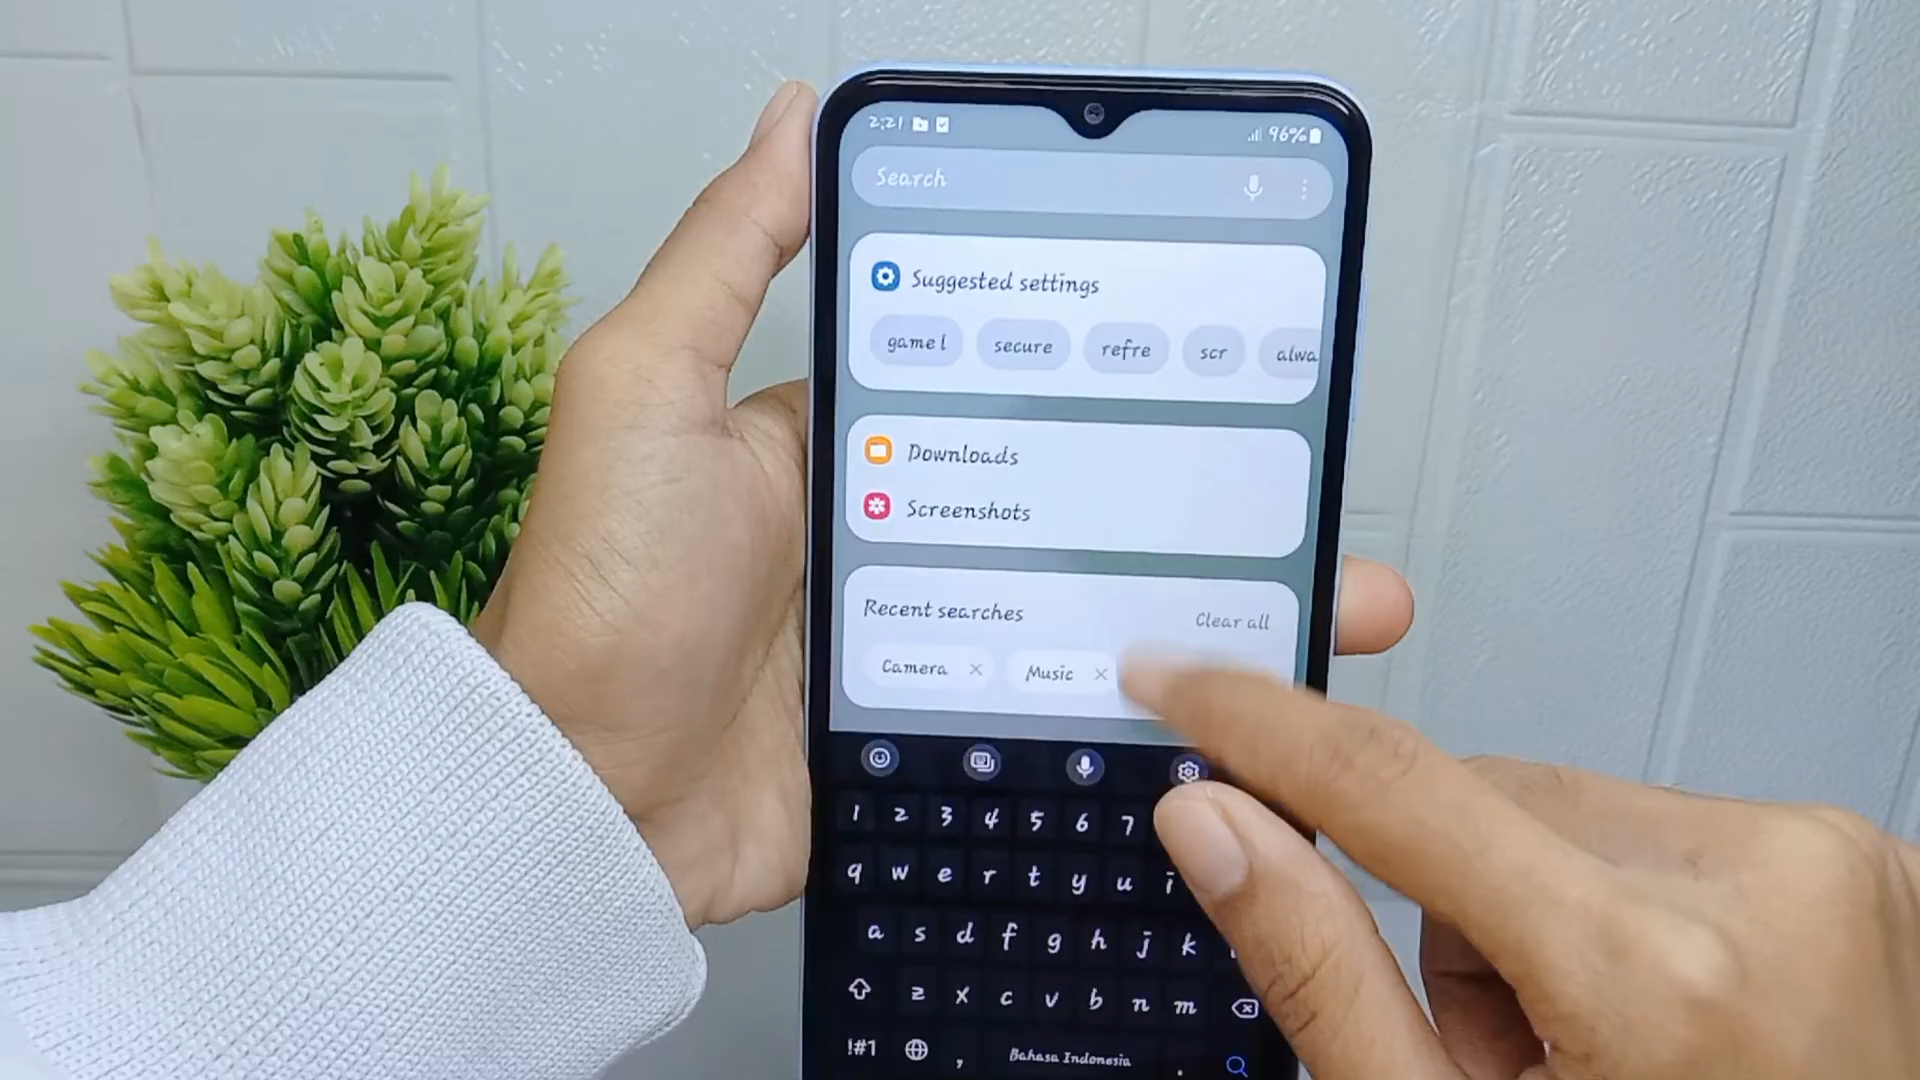 2:21
96%
Search
Suggested settings
game l secure refre scr alwa
Downloads
Screenshots
Recent searches Clear all
Camera Music
1 2 3 4 5 6 7
q w e r t y u i
a s d f g h j k
z x c v b n m
!#1 , Bahasa Indonesia .